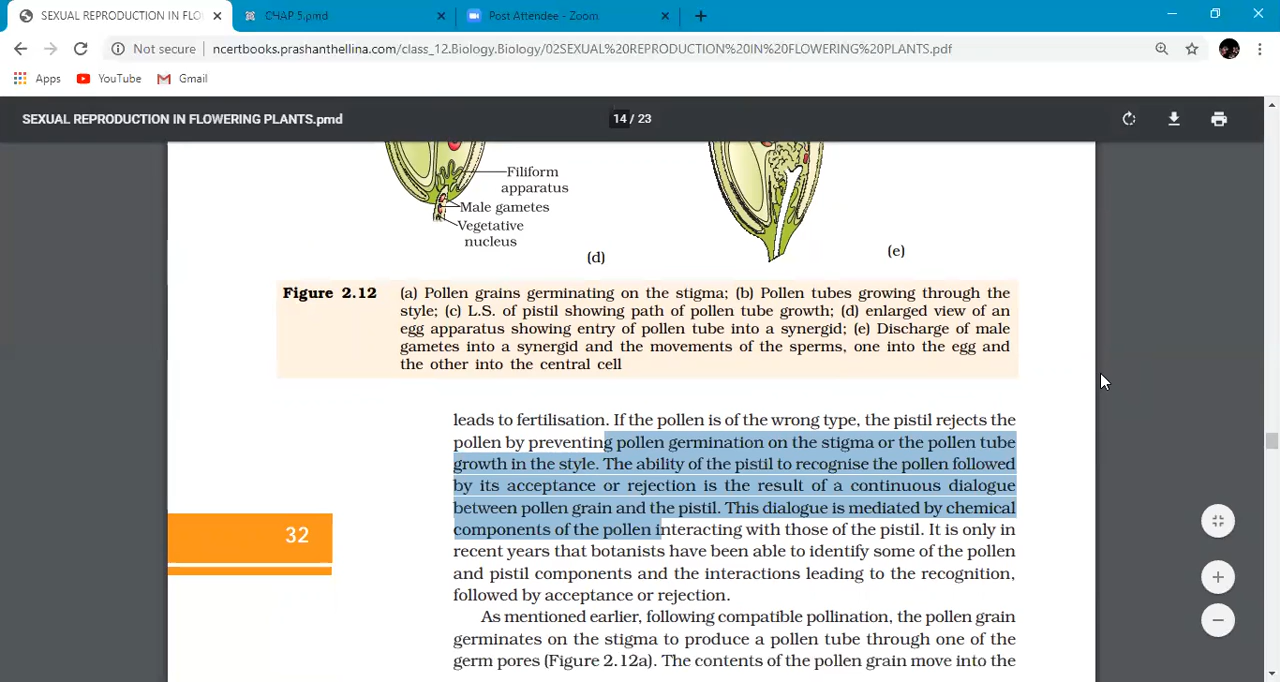 SEXUAL REPRODUCTION IN FLO
CHAP 5.pmd
Post Attendee - Zoom
Not secure
ncertbooks.prashanthellina.com/class_12.Biology.Biology/02SEXUAL%20REPRODUCTION%20IN%20FLOWERING%20PLANTS.pdf
Apps
YouTube
Gmail
SEXUAL REPRODUCTION IN FLOWERING PLANTS.pmd
14 / 23
Filiform
apparatus
Male gametes
Vegetative
nucleus
(d)
(e)
Figure 2.12
(a) Pollen grains germinating on the stigma; (b) Pollen tubes growing through the
style; (c) L.S. of pistil showing path of pollen tube growth; (d) enlarged view of an
egg apparatus showing entry of pollen tube into a synergid; (e) Discharge of male
gametes into a synergid and the movements of the sperms, one into the egg and
the other into the central cell
leads to fertilisation. If the pollen is of the wrong type, the pistil rejects the
pollen by preventing pollen germination on the stigma or the pollen tube
growth in the style. The ability of the pistil to recognise the pollen followed
by its acceptance or rejection is the result of a continuous dialogue
between pollen grain and the pistil. This dialogue is mediated by chemical
components of the pollen interacting with those of the pistil. It is only in
recent years that botanists have been able to identify some of the pollen
and pistil components and the interactions leading to the recognition,
followed by acceptance or rejection.
32
As mentioned earlier, following compatible pollination, the pollen grain
germinates on the stigma to produce a pollen tube through one of the
germ pores (Figure 2.12a). The contents of the pollen grain move into the